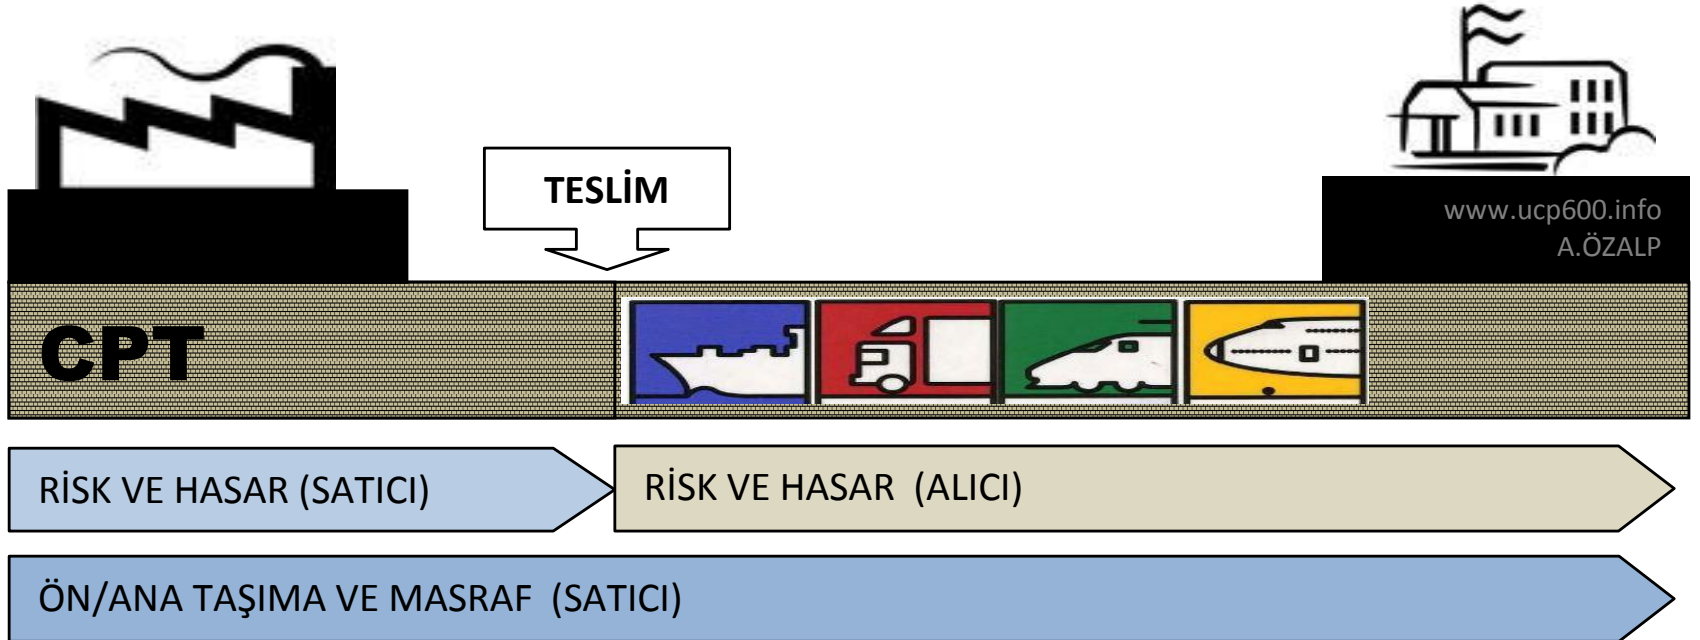 TESLİM
www.ucp600.info
A.ÖZALP
CPT
RİSK VE HASAR (SATICI)
RİSK VE HASAR (ALICI)
ÖN/ANA TAŞIMA VE MASRAF (SATICI)